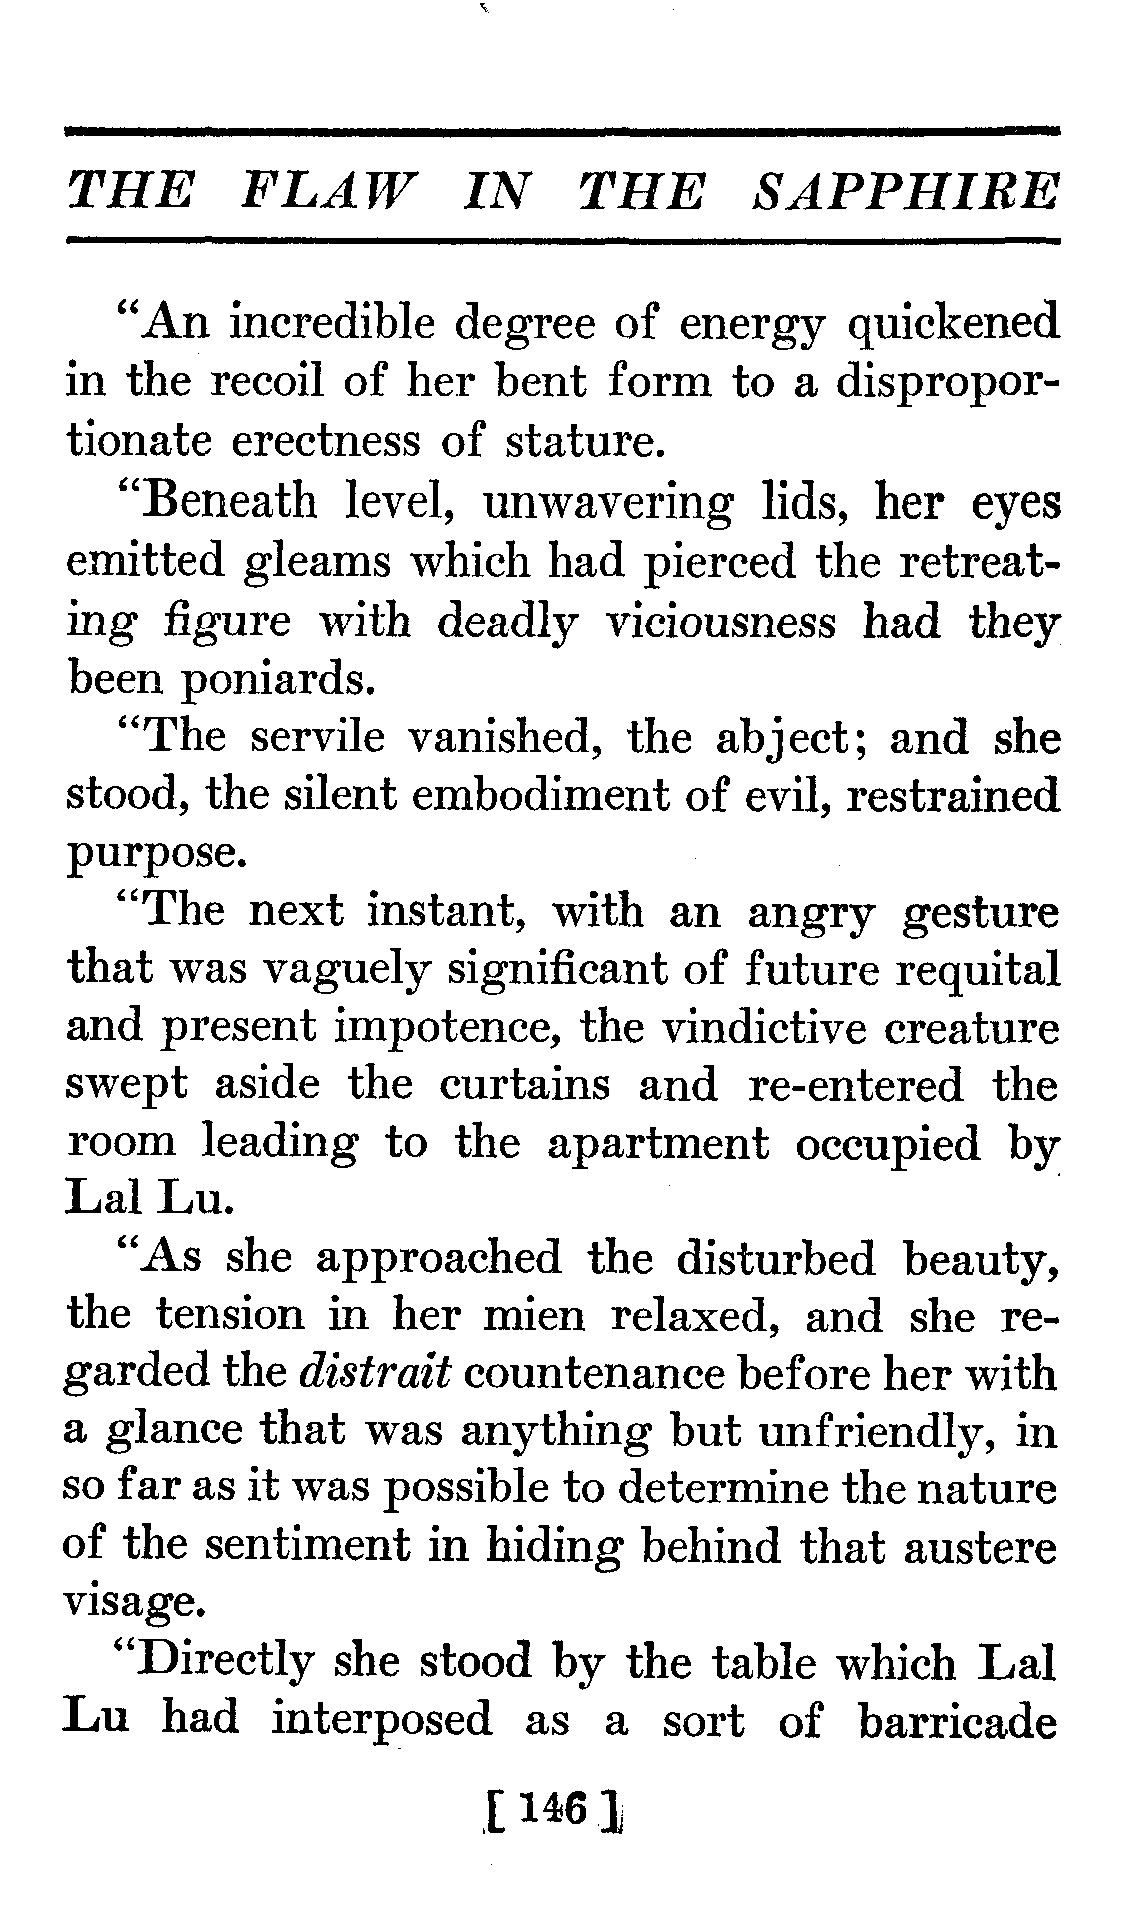 THE FLAW IN THE SAPPHIRE
“An incredible degree of energy quickened
in the recoil of her bent form to a dispropor-
tionate erectness of stature.
“Beneath level, unwavering lids, her eyes
emitted gleams which had pierced the retreat-
ing figure with deadly viciousness had they
been poniards.
“The servile vanished, the abject; and she
stood, the silent embodiment of evil, restrained
purpose.
“The next instant, with an angry gesture
that was vaguely significant of future requital
and present impotence, the vindictive creature
swept aside the curtains and re-entered the
room leading to the apartment occupied by
Lal Lu.
“As she approached the disturbed beauty,
the tension in her mien relaxed, and she re-
garded the distrait countenance before her with
a glance that was anything but unfriendly, in
so far as it was possible to determine the nature
of the sentiment in hiding behind that austere
visage.
“Directly she stood by the table which Lal
Lu had interposed as a sort of barricade
[ 146 ]